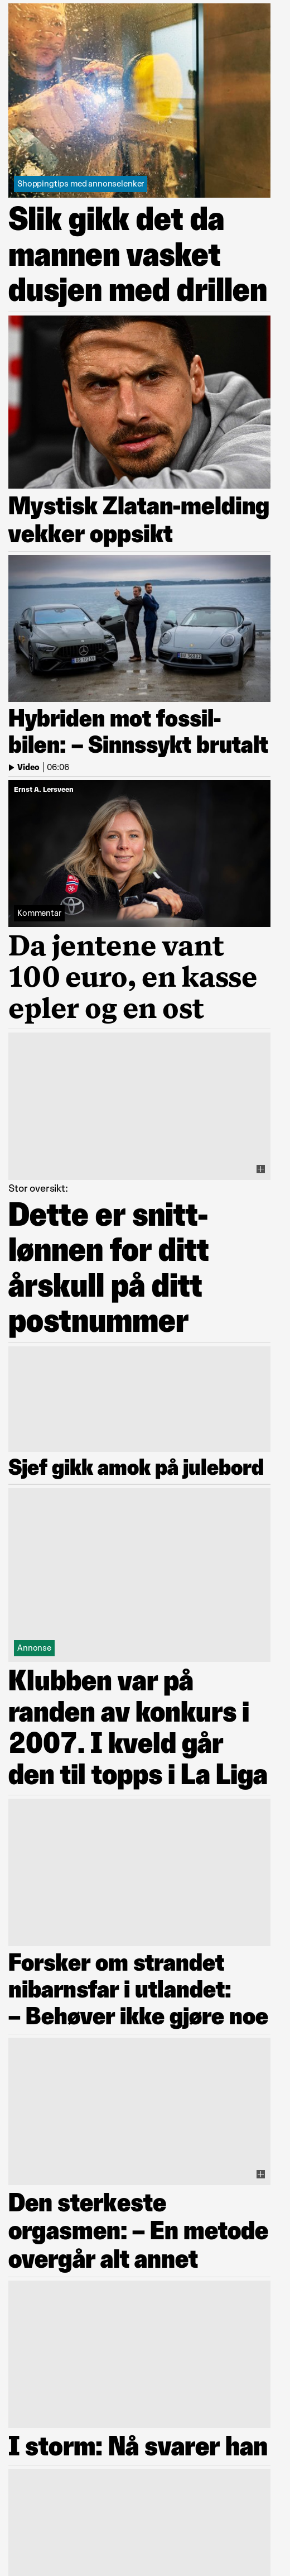 Shoppingtips med annonselenker
Slik gikk det da
mannen vasket
dusjen med drillen
Mystisk Zlatan-melding
vekker oppsikt
Hybriden mot fossil-
bilen: – Sinnssykt brutalt
Video | 06:06
Ernst A. Lersveen
Kommentar
Da jentene vant
100 euro, en kasse
epler og en ost
Stor oversikt:
Dette er snitt-
lønnen for ditt
årskull på ditt
postnummer
Sjef gikk amok på julebord
Annonse
Klubben var på
randen av konkurs i
2007. I kveld går
den til topps i La Liga
Forsker om strandet
nibarnsfar i utlandet:
– Behøver ikke gjøre noe
Den sterkeste
orgasmen: – En metode
overgår alt annet
I storm: Nå svarer han